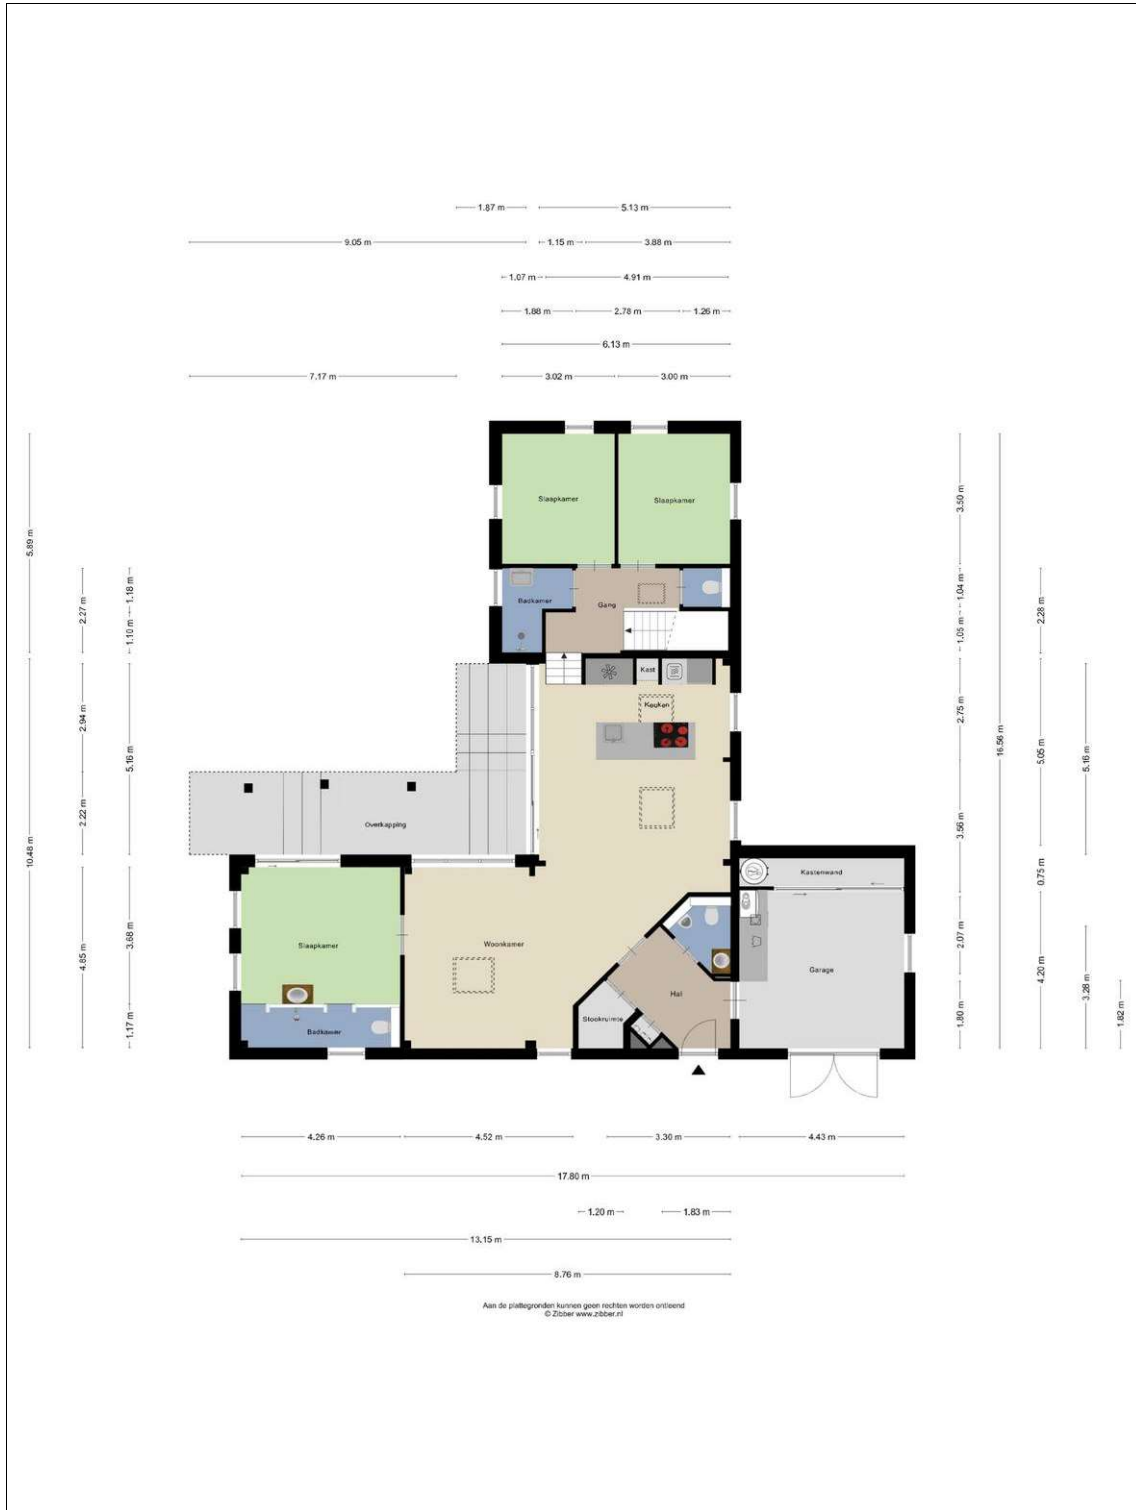 1.87 m
5.13 m
9.05 m
1.15 m
3.88 m
1.07 m
4.91 m
1.88 m
2.78 m
1.26 m
6.13 m
7.17 m
3.02 m
3.00 m
5.89 m
10.48 m
2.27 m
2.94 m
2.22 m
4.85 m
1.18 m
1.10 m
5.16 m
3.68 m
1.17 m
Slaapkamer
Slaapkamer
Badkamer
Gang
Kast
Keuken
Overkapping
Slaapkamer
Woonkamer
Badkamer
Stookruimte
Hal
Kastenwand
Garage
3.50 m
1.04 m
1.05 m
2.75 m
3.56 m
2.07 m
1.80 m
16.56 m
2.28 m
5.05 m
0.75 m
4.20 m
5.16 m
3.28 m
1.82 m
4.26 m
4.52 m
3.30 m
4.43 m
17.80 m
1.20 m
1.83 m
13.15 m
8.76 m
Aan de plattegronden kunnen geen rechten worden ontleend
© Zibber www.zibber.nl